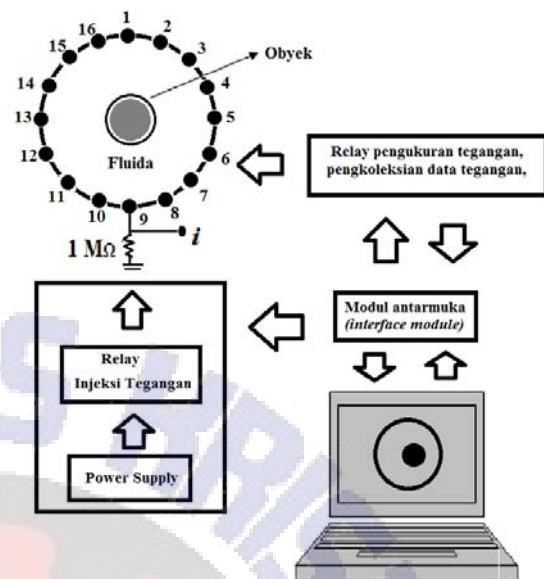 1
16
2
15
3
Obyek
14
4
13
5
12
Fluida
6
11
7
10
9
8
i
1 MΩ
Relay pengukuran tegangan,
pengkoleksian data tegangan,
Modul antarmuka
(interface module)
Relay
Injeksi Tegangan
Power Supply